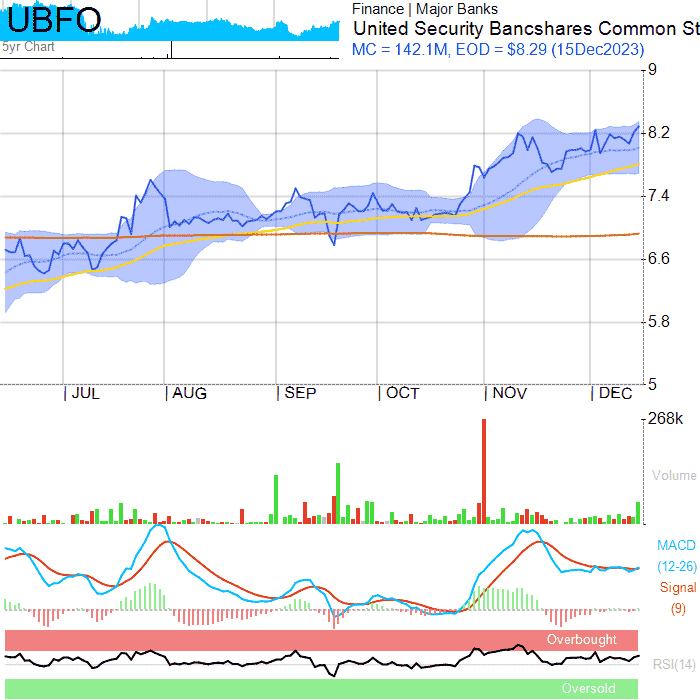 UBFO
5yr Chart
Finance | Major Banks
United Security Bancshares Common St
MC = 142.1M, EOD = $8.29 (15Dec2023)
9
8.2
7.4
6.6
5.8
5
JUL AUG SEP OCT NOV DEC
268k
Volume
MACD
(12-26)
Signal
(9)
Overbought
RSI(14)
Oversold